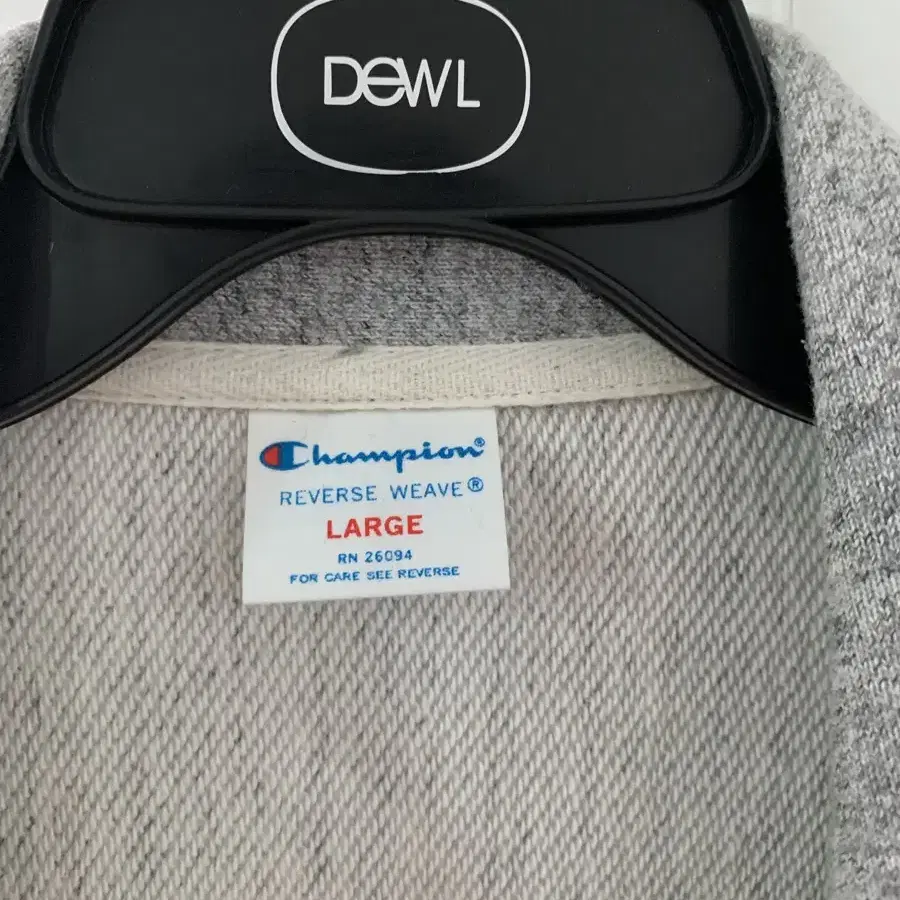 DEWL
Champion®
REVERSE WEAVE®
LARGE
RN 26094
FOR CARE SEE REVERSE